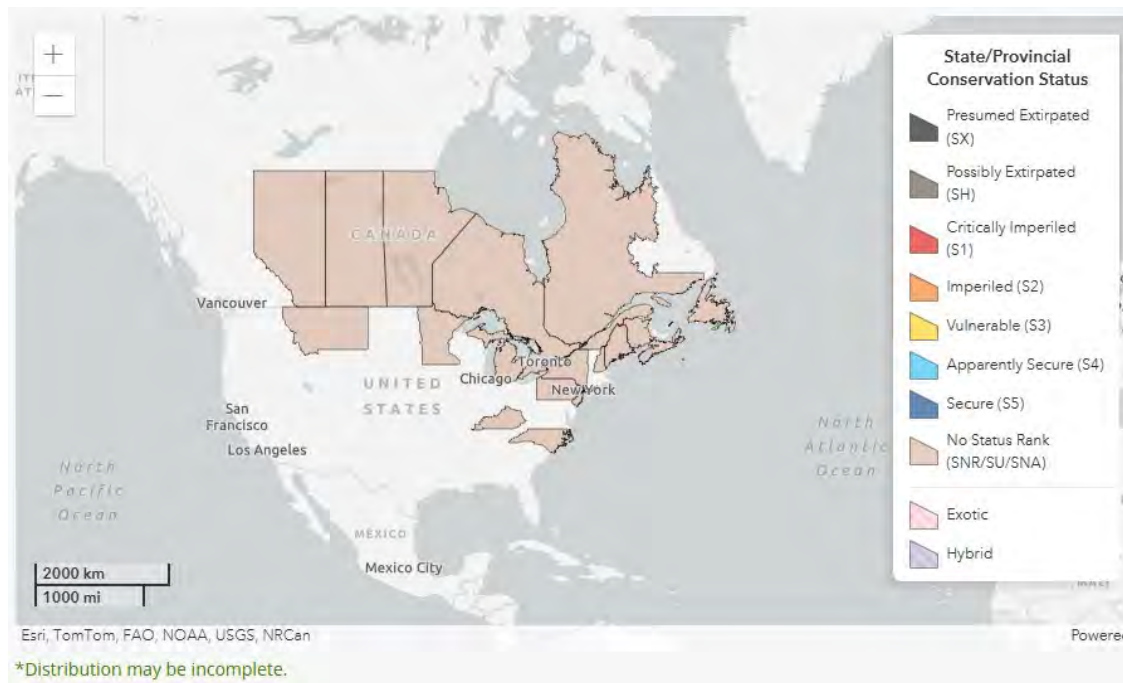 +
−
CANADA
Vancouver
Toronto
Chicago
New York
UNITED
STATES
San
Francisco
Los Angeles
North
Pacific
Ocean
North
Atlantic
Ocean
MÉXICO
Mexico City
2000 km
1000 mi
Esri, TomTom, FAO, NOAA, USGS, NRCan
Powere
State/Provincial
Conservation Status
Presumed Extirpated
(SX)
Possibly Extirpated
(SH)
Critically Imperiled
(S1)
Imperiled (S2)
Vulnerable (S3)
Apparently Secure (S4)
Secure (S5)
No Status Rank
(SNR/SU/SNA)
Exotic
Hybrid
*Distribution may be incomplete.